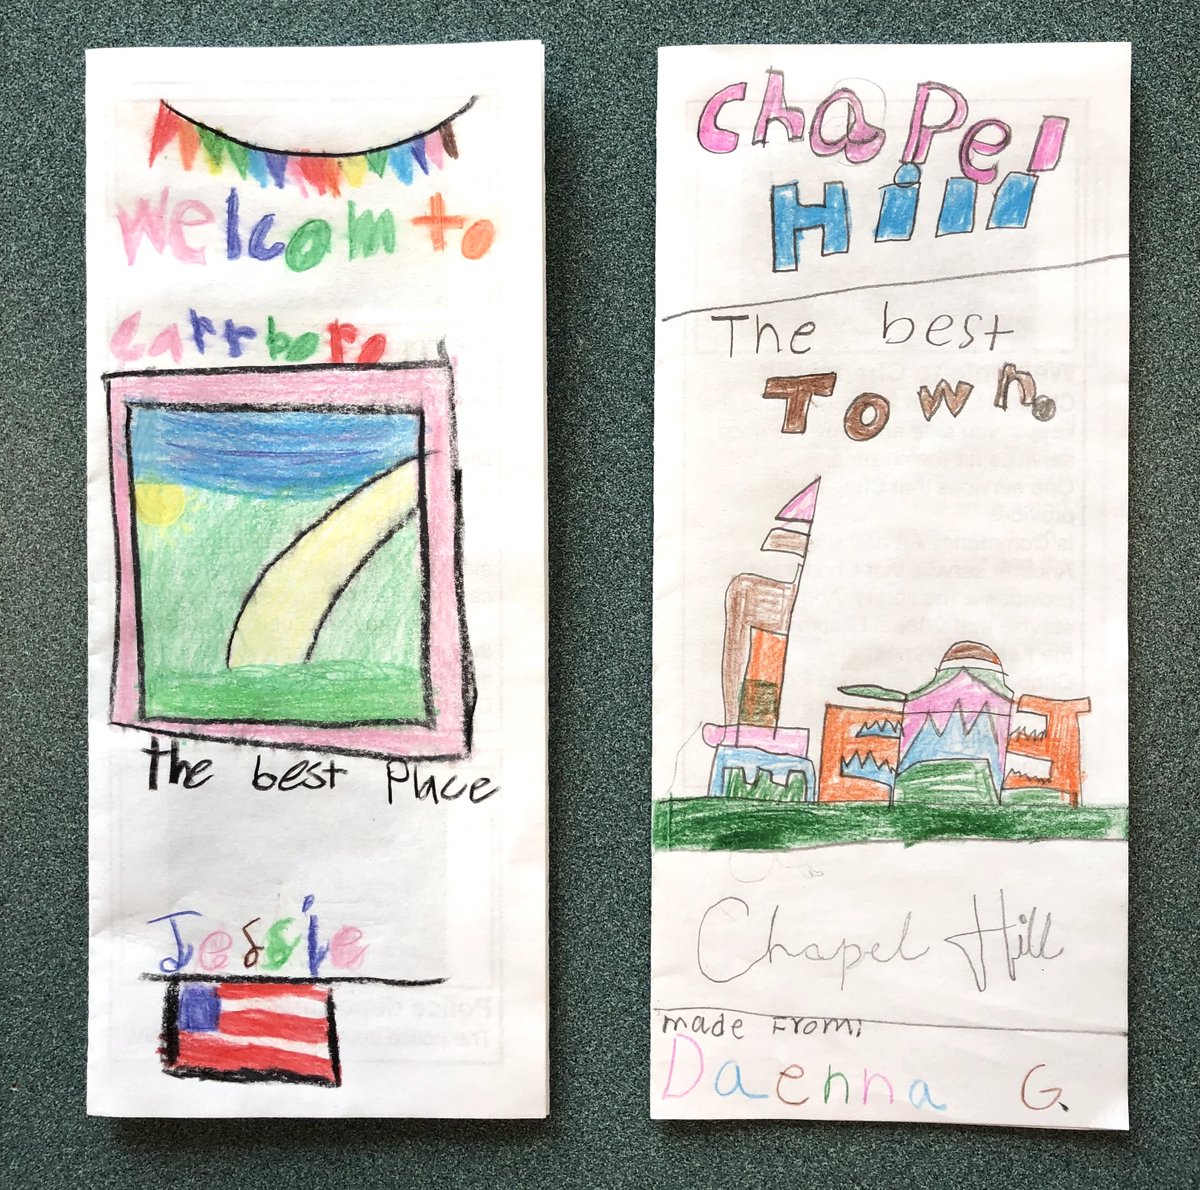 Welcom to
Carrboro
the best Place
Jessie
Chapel
Hill
The best
Town.
Chapel Hill
made From:
Daenna G.